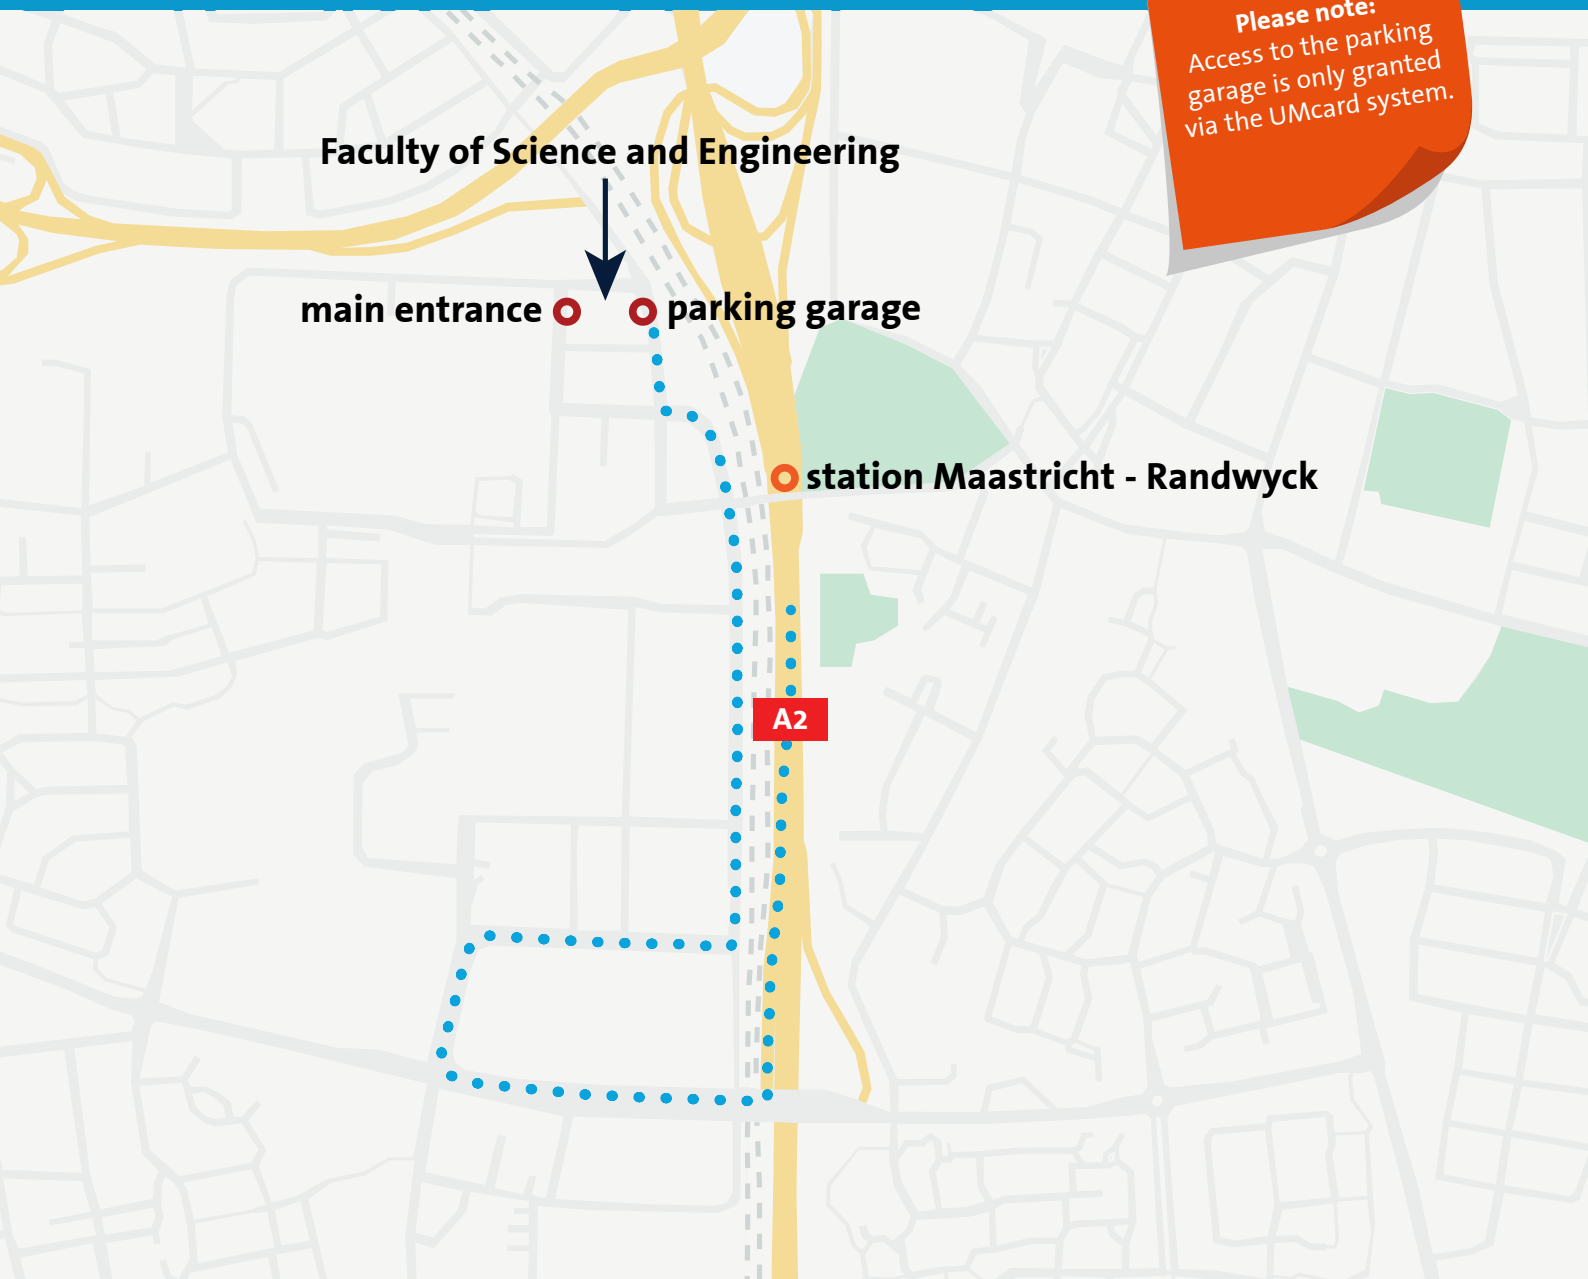 Please note:
Access to the parking
garage is only granted
via the UMcard system.
Faculty of Science and Engineering
main entrance
parking garage
station Maastricht - Randwyck
A2